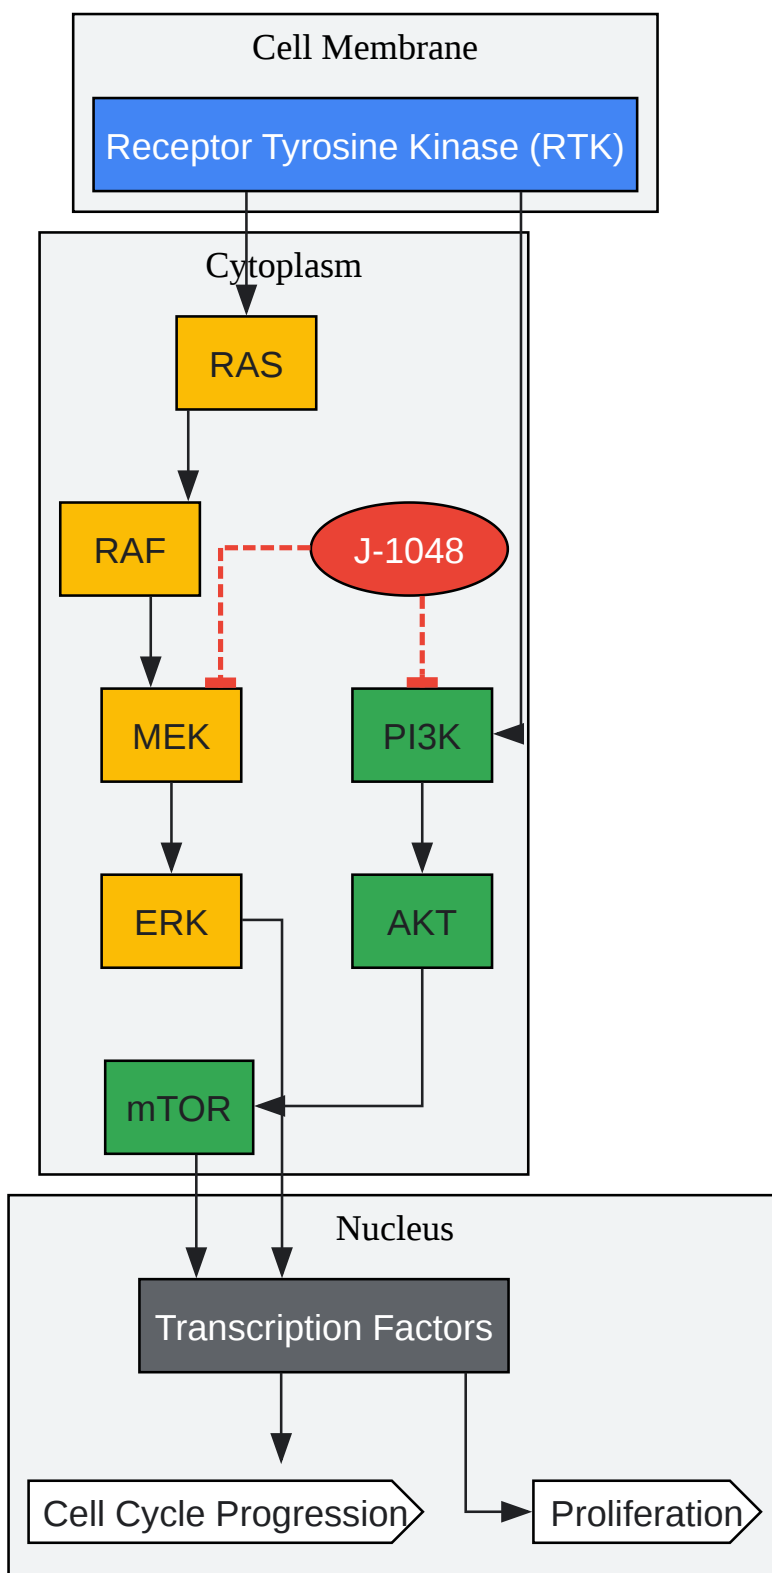 Cell Membrane
Receptor Tyrosine Kinase (RTK)
Cytoplasm
RAS
RAF
J-1048
MEK
PI3K
ERK
AKT
mTOR
Nucleus
Transcription Factors
Cell Cycle Progression
Proliferation